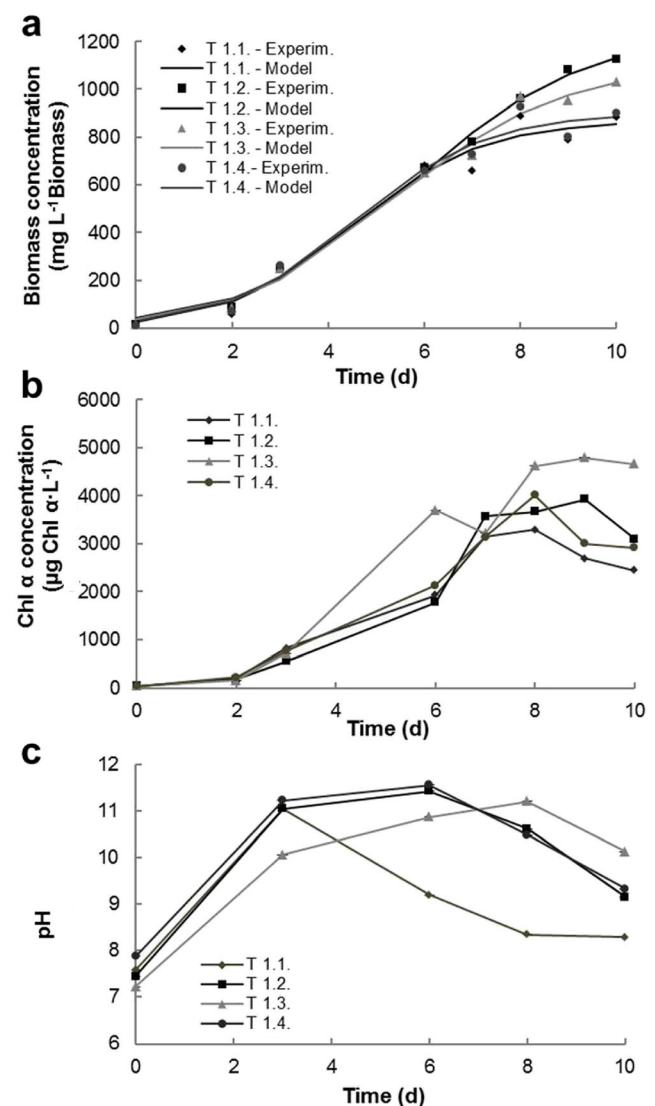 a
1200
1000
800
600
400
200
0
Biomass concentration
(mg L⁻¹Biomass)
T 1.1. - Experim.
T 1.1. - Model
T 1.2. - Experim.
T 1.2. - Model
T 1.3. - Experim.
T 1.3. - Model
T 1.4.- Experim.
T 1.4. - Model
0 2 4 6 8 10
Time (d)
b
6000
5000
4000
3000
2000
1000
0
Chl α concentration
(µg Chl α·L⁻¹)
T 1.1.
T 1.2.
T 1.3.
T 1.4.
0 2 4 6 8 10
Time (d)
c
12
11
10
9
8
7
6
pH
T 1.1.
T 1.2.
T 1.3.
T 1.4.
0 2 4 6 8 10
Time (d)